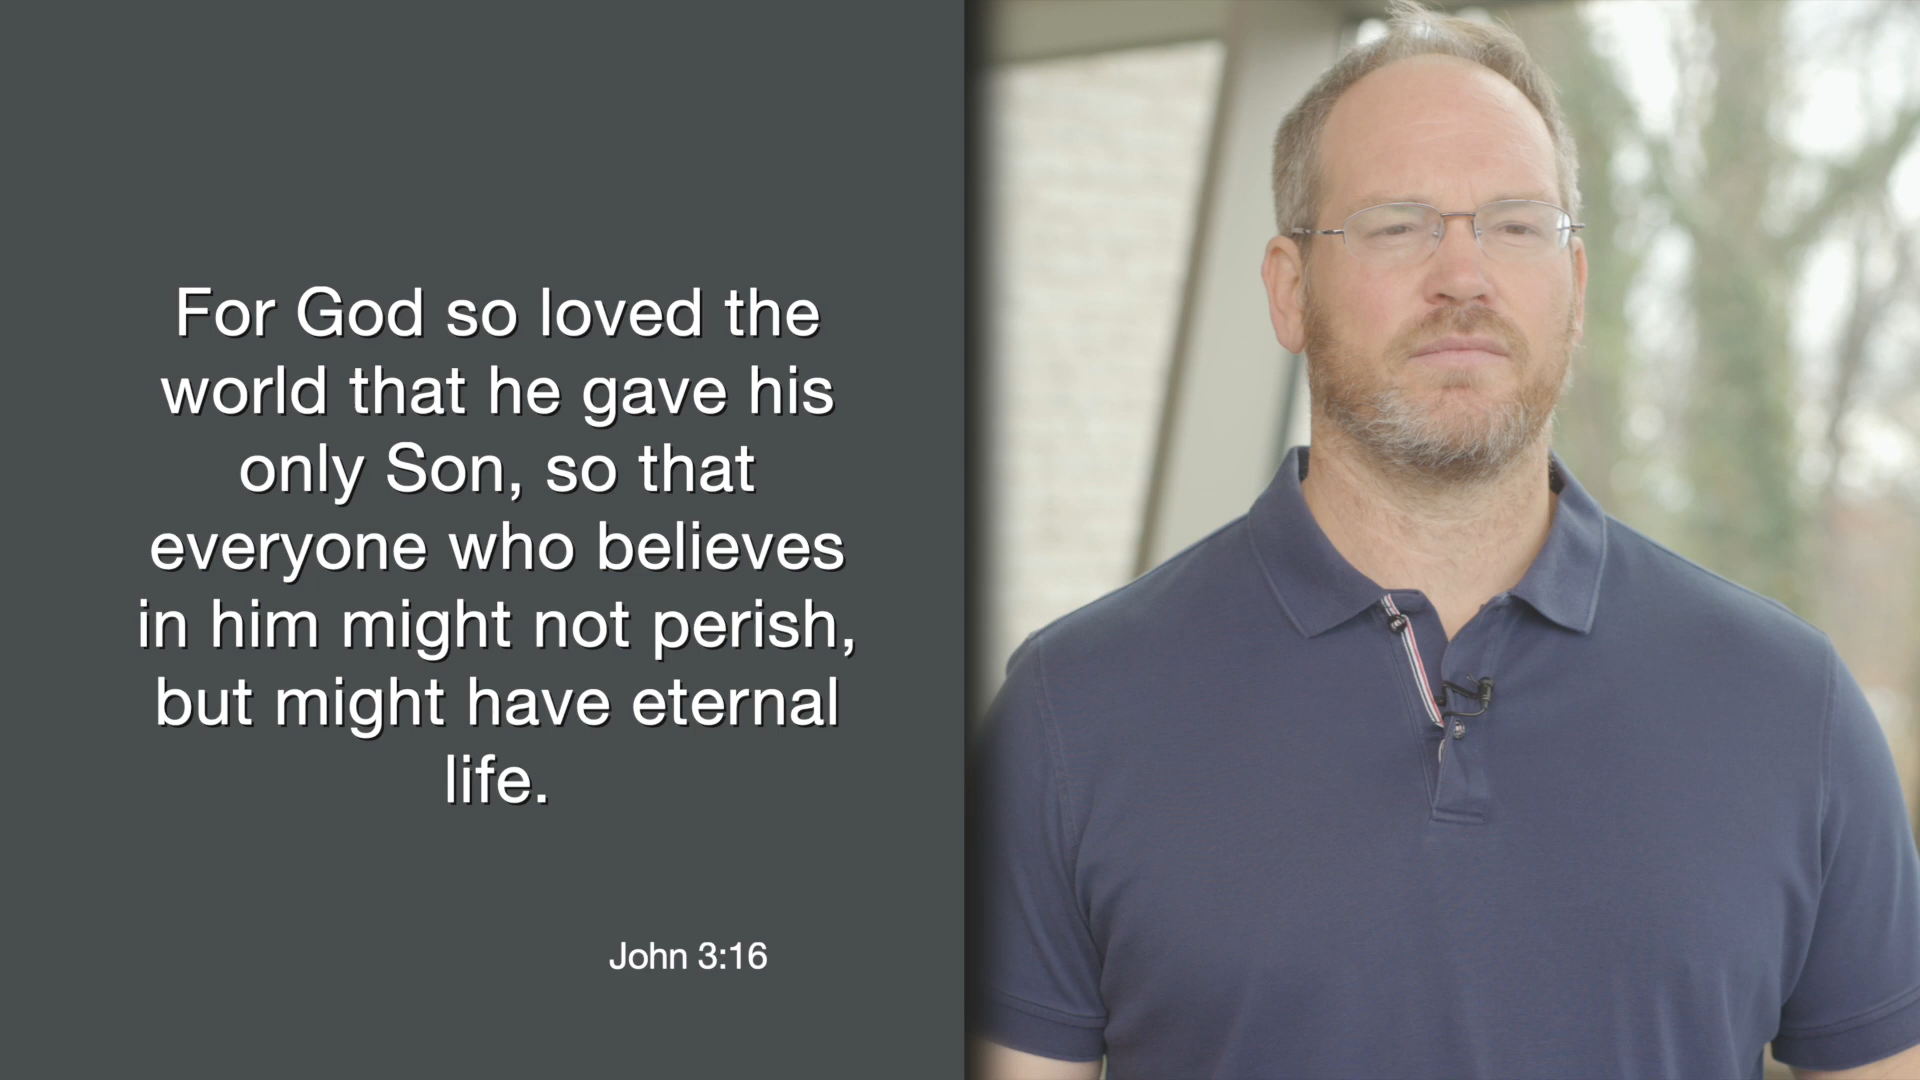 For God so loved the
world that he gave his
only Son, so that
everyone who believes
in him might not perish,
but might have eternal
life.
John 3:16